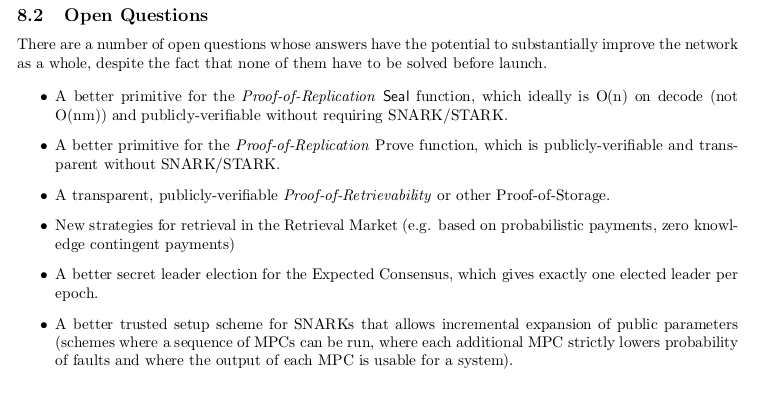 8.2 Open Questions
There are a number of open questions whose answers have the potential to substantially improve the network
as a whole, despite the fact that none of them have to be solved before launch.
• A better primitive for the Proof-of-Replication Seal function, which ideally is O(n) on decode (not
O(nm)) and publicly-verifiable without requiring SNARK/STARK.
• A better primitive for the Proof-of-Replication Prove function, which is publicly-verifiable and trans-
parent without SNARK/STARK.
• A transparent, publicly-verifiable Proof-of-Retrievability or other Proof-of-Storage.
• New strategies for retrieval in the Retrieval Market (e.g. based on probabilistic payments, zero knowl-
edge contingent payments)
• A better secret leader election for the Expected Consensus, which gives exactly one elected leader per
epoch.
• A better trusted setup scheme for SNARKs that allows incremental expansion of public parameters
(schemes where a sequence of MPCs can be run, where each additional MPC strictly lowers probability
of faults and where the output of each MPC is usable for a system).